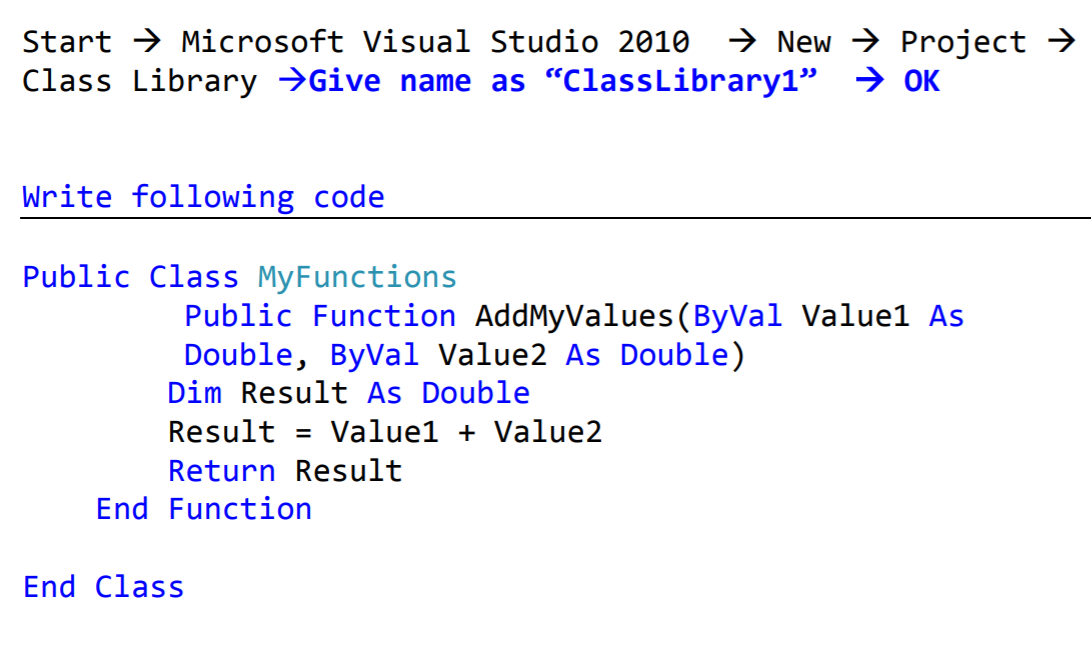 Start → Microsoft Visual Studio 2010 → New → Project →
Class Library →Give name as “ClassLibrary1” → OK
Write following code
Public Class MyFunctions
Public Function AddMyValues(ByVal Value1 As
Double, ByVal Value2 As Double)
Dim Result As Double
Result = Value1 + Value2
Return Result
End Function
End Class